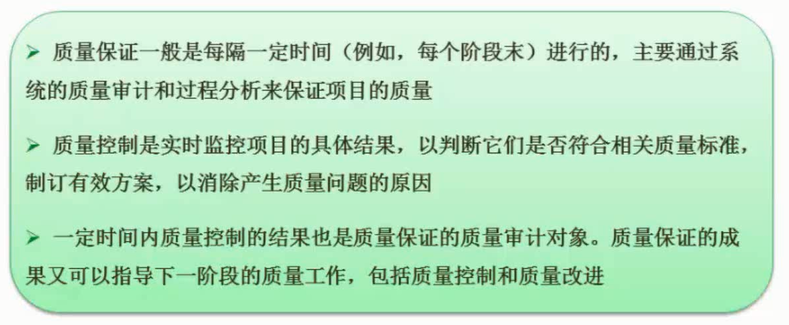 ➢ 质量保证一般是每隔一定时间（例如，每个阶段末）进行的，主要通过系
统的质量审计和过程分析来保证项目的质量
➢ 质量控制是实时监控项目的具体结果，以判断它们是否符合相关质量标准，
制订有效方案，以消除产生质量问题的原因
➢ 一定时间内质量控制的结果也是质量保证的质量审计对象。质量保证的成
果又可以指导下一阶段的质量工作，包括质量控制和质量改进